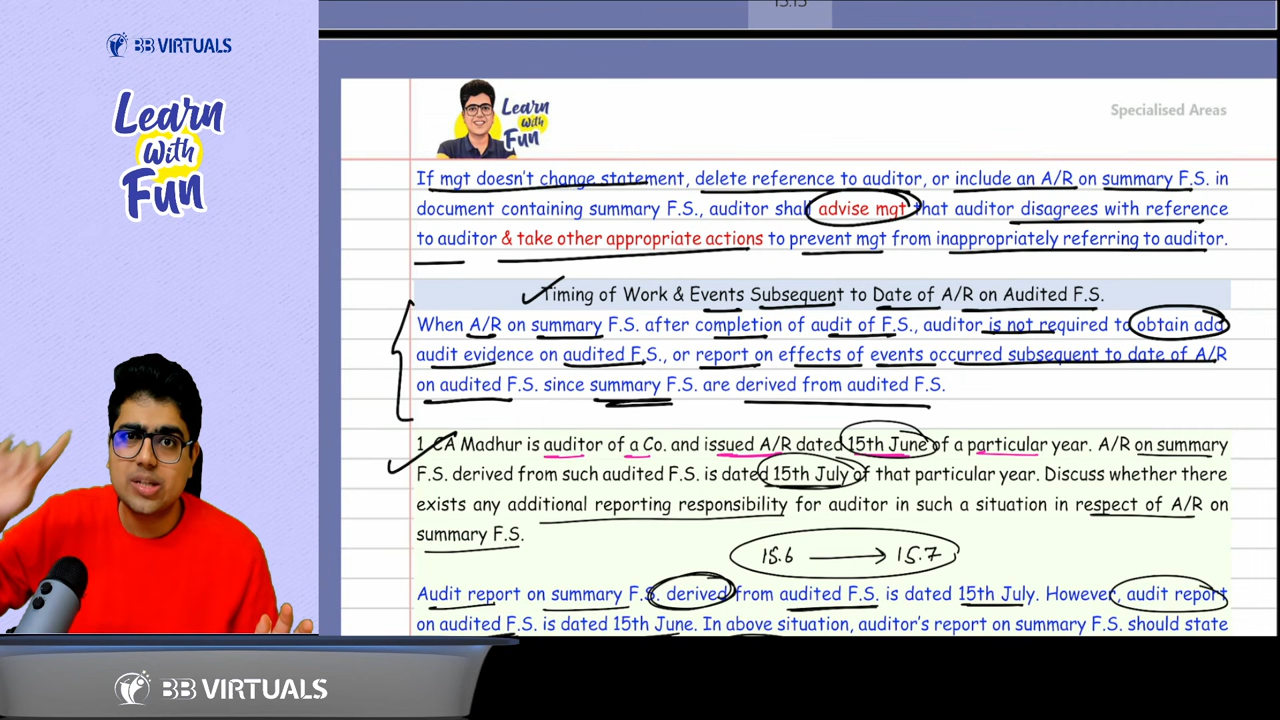 15.15
BB VIRTUALS
Learn
With
Fun
Learn
With
Fun
Specialised Areas
If mgt doesn't change statement, delete reference to auditor, or include an A/R on summary F.S. in
document containing summary F.S., auditor shall advise mgt that auditor disagrees with reference
to auditor & take other appropriate actions to prevent mgt from inappropriately referring to auditor.
Timing of Work & Events Subsequent to Date of A/R on Audited F.S.
When A/R on summary F.S. after completion of audit of F.S., auditor is not required to obtain add
audit evidence on audited F.S., or report on effects of events occurred subsequent to date of A/R
on audited F.S. since summary F.S. are derived from audited F.S.
1 CA Madhur is auditor of a Co. and issued A/R dated 15th June of a particular year. A/R on summary
F.S. derived from such audited F.S. is dated 15th July of that particular year. Discuss whether there
exists any additional reporting responsibility for auditor in such a situation in respect of A/R on
summary F.S.
15.6 → 15.7
Audit report on summary F.S. derived from audited F.S. is dated 15th July. However, audit report
on audited F.S. is dated 15th June. In above situation, auditor's report on summary F.S. should state
BB VIRTUALS